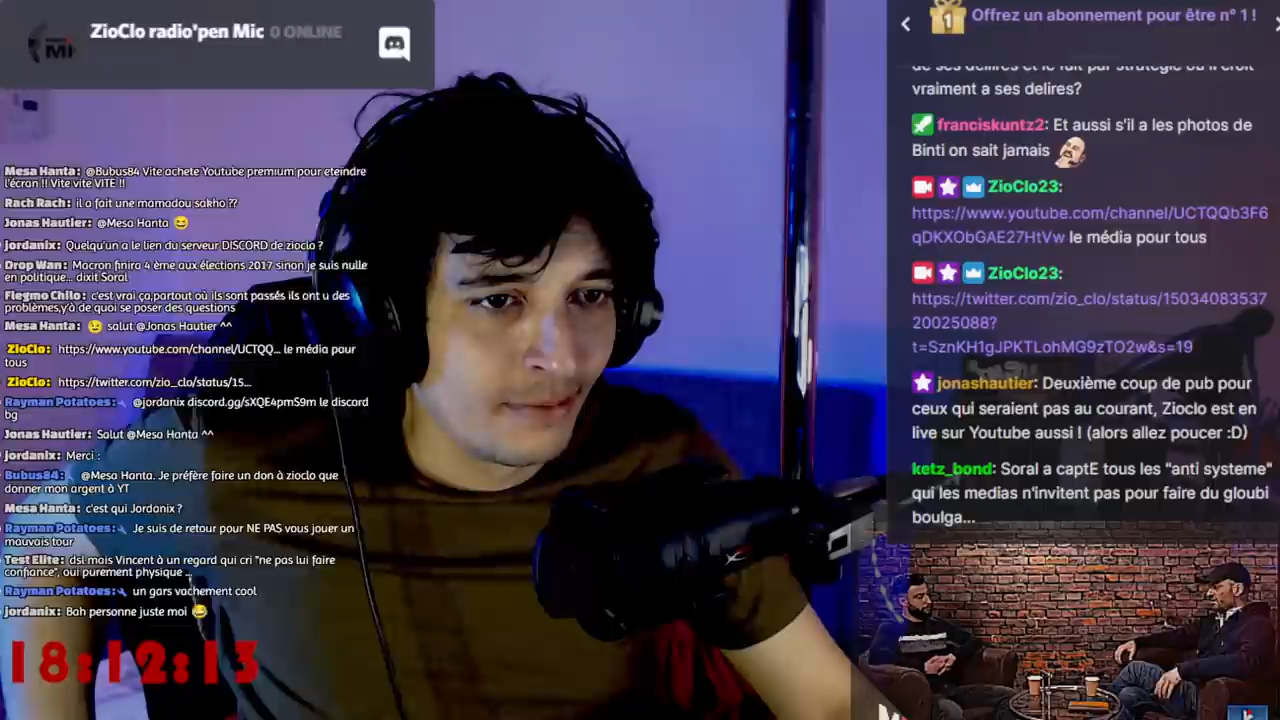 ZioClo radio'pen Mic 0 ONLINE
Mesa Hanta: @Bubus84 Vite achete Youtube premium pour eteindre
l'écran !! Vite vite VITE !!
Rach Rach: il a fait une mamadou sakho ??
Jonas Hautier: @Mesa Hanta 😆
jordanix: Quelqu'un a le lien du serveur DISCORD de zioclo ?
Drop Wan: Macron finira 4 ème aux élections 2017 sinon je suis nulle
en politique... dixit Soral
Flegmo Chilo: c'est vrai ça,partout où ils sont passés ils ont u des
problèmes,y'à de quoi se poser des questions
Mesa Hanta: 😉 salut @Jonas Hautier ^^
ZioClo: https://www.youtube.com/channel/UCTQQ... le média pour
tous
ZioClo: https://twitter.com/zio_clo/status/15...
Rayman Potatoes: @jordanix discord.gg/sXQE4pmS9m le discord
bg
Jonas Hautier: Salut @Mesa Hanta ^^
jordanix: Merci :
Bubus84: @Mesa Hanta. Je préfère faire un don à zioclo que
donner mon argent à YT
Mesa Hanta: c'est qui Jordanix ?
Rayman Potatoes: Je suis de retour pour NE PAS vous jouer un
mauvais tour
Test Elite: dsl mais Vincent à un regard qui cri "ne pas lui faire
confiance", oui purement physique ...
Rayman Potatoes: un gars vachement cool
jordanix: Bah personne juste moi 😂
18:12:13
1 Offrez un abonnement pour être n° 1 !
de ses délires et le fait par stratégie ou il croit
vraiment a ses delires?
franciskuntz2: Et aussi s'il a les photos de
Binti on sait jamais
ZioClo23:
https://www.youtube.com/channel/UCTQQb3F6
qDKXObGAE27HtVw le média pour tous
ZioClo23:
https://twitter.com/zio_clo/status/15034083537
20025088?
t=SznKH1gJPKTLohMG9zTO2w&s=19
jonashautier: Deuxième coup de pub pour
ceux qui seraient pas au courant, Zioclo est en
live sur Youtube aussi ! (alors allez poucer :D)
ketz_bond: Soral a captE tous les "anti systeme"
qui les medias n'invitent pas pour faire du gloubi
boulga...